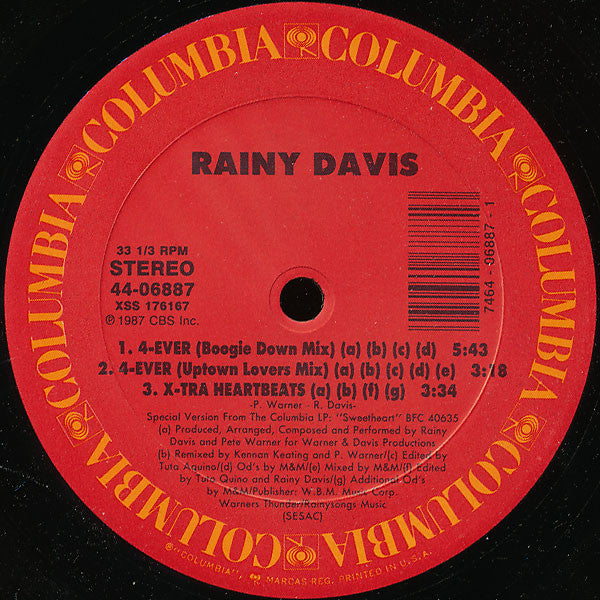 COLUMBIA COLUMBIA COLUMBIA COLUMBIA COLUMBIA COLUMBIA COLUMBIA COLUMBIA
RAINY DAVIS
33 1/3 RPM
STEREO
44-06887
XSS 176167
℗ 1987 CBS Inc.
7464 - 06887 - 1
1. 4-EVER (Boogie Down Mix) (a) (b) (c) (d) 5:43
2. 4-EVER (Uptown Lovers Mix) (a) (b) (c) (d) (e) 3:18
3. X-TRA HEARTBEATS (a) (b) (f) (g) 3:34
-P. Warner - R. Davis-
Special Version From The Columbia LP: "Sweetheart" BFC 40635
(a) Produced, Arranged, Composed and Performed by Rainy
Davis and Pete Warner for Warner & Davis Productions
(b) Remixed by Kennan Keating and P. Warner/(c) Edited by
Tuta Aquino/(d) Od's by M&M/(e) Mixed by M&M/(f) Edited
by Tuta Quino and Rainy Davis/(g) Additional Od's
by M&M/Publisher: W.B.M. Music Corp.
Warners Thunder/Rainysongs Music
(SESAC)
® "COLUMBIA", MARCAS REG. PRINTED IN U.S.A.